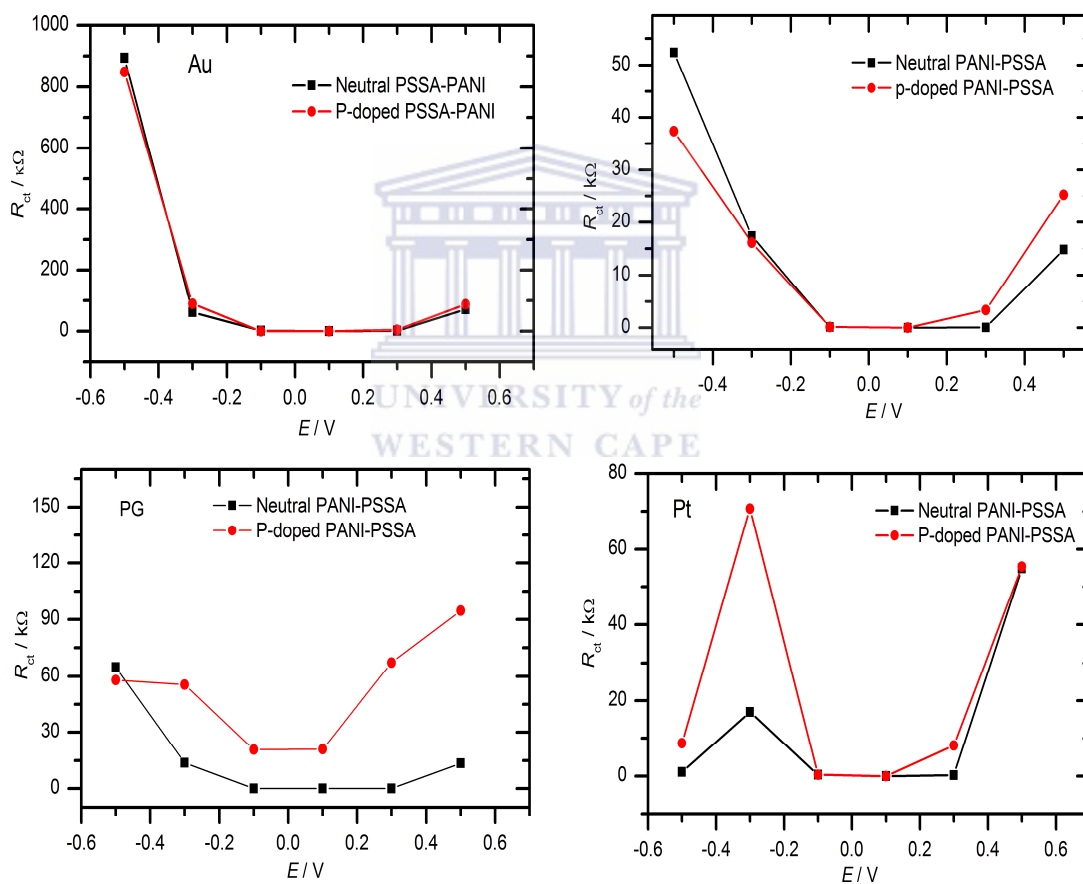 Au
Neutral PSSA-PANI
P-doped PSSA-PANI
R_ct / κΩ
1000
800
600
400
200
0
-0.6 -0.4 -0.2 0.0 0.2 0.4 0.6
E / V
Neutral PANI-PSSA
p-doped PANI-PSSA
R_ct / kΩ
50
40
30
20
10
0
-0.4 -0.2 0.0 0.2 0.4
E / V
UNIVERSITY of the
WESTERN CAPE
PG
Neutral PANI-PSSA
P-doped PANI-PSSA
R_ct / kΩ
150
120
90
60
30
0
-0.6 -0.4 -0.2 0.0 0.2 0.4 0.6
E / V
Pt
Neutral PANI-PSSA
P-doped PANI-PSSA
R_ct / kΩ
80
60
40
20
0
-0.6 -0.4 -0.2 0.0 0.2 0.4
E / V